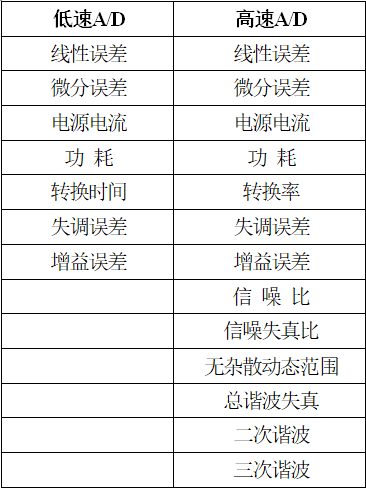 低速A/D 高速A/D
线性误差 线性误差
微分误差 微分误差
电源电流 电源电流
功 耗 功 耗
转换时间 转换率
失调误差 失调误差
增益误差 增益误差
信 噪 比
信噪失真比
无杂散动态范围
总谐波失真
二次谐波
三次谐波